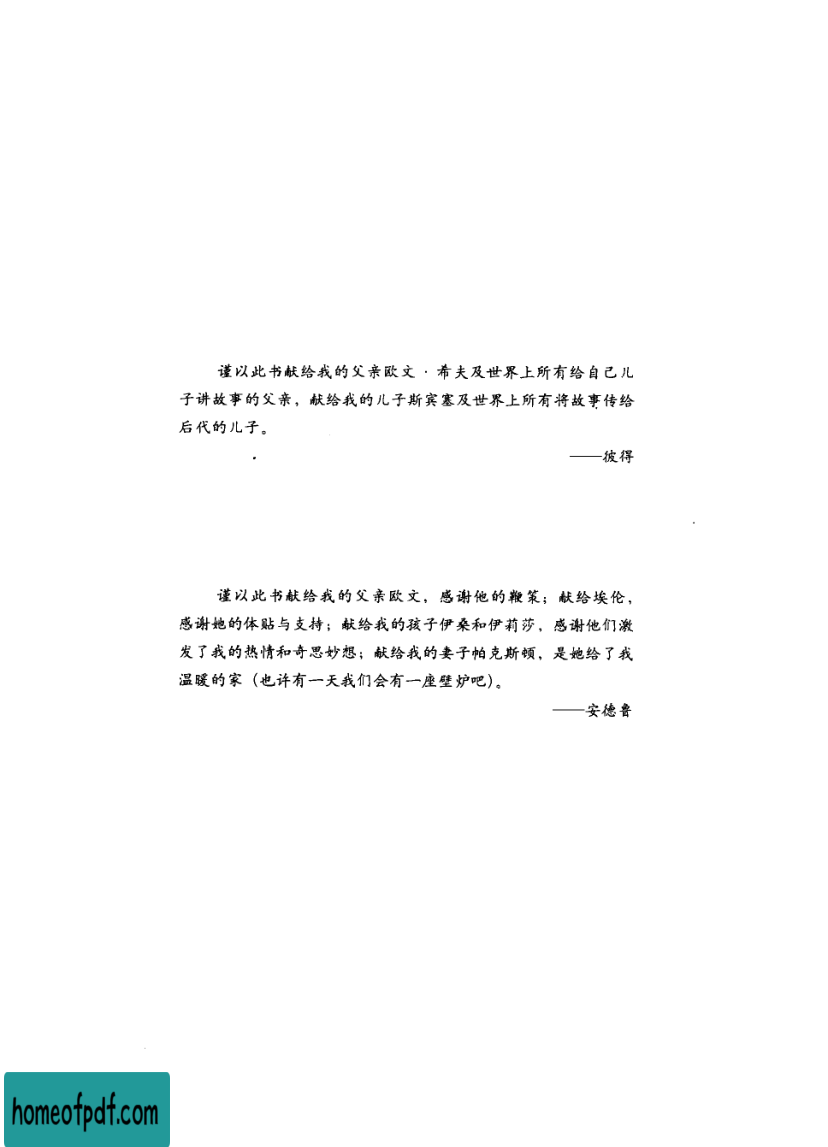 谨以此书献给我的父亲欧文·希夫及世界上所有给自己儿
子讲故事的父亲，献给我的儿子斯宾塞及世界上所有将故事传给
后代的儿子。
——彼得
谨以此书献给我的父亲欧文，感谢他的鞭策；献给埃伦，
感谢她的体贴与支持；献给我的孩子伊桑和伊莉莎，感谢他们激
发了我的热情和奇思妙想；献给我的妻子帕克斯顿，是她给了我
温暖的家（也许有一天我们会有一座壁炉吧）。
——安德鲁
homeofpdf.com